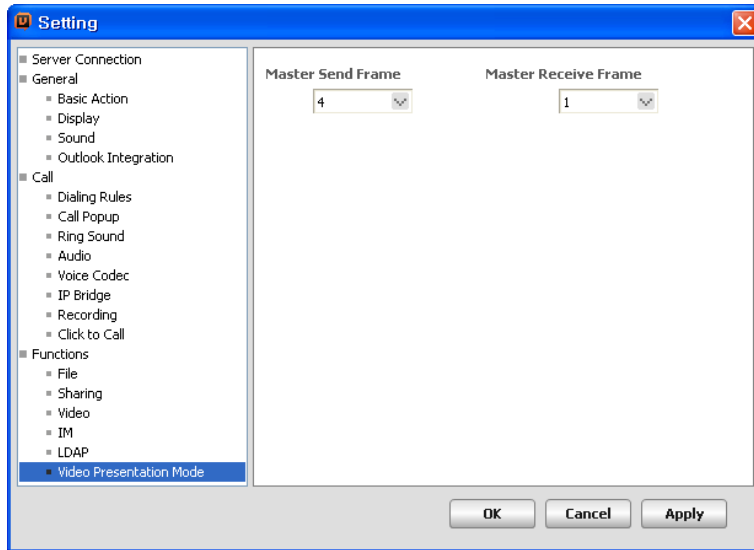 Setting
Server Connection
General
Basic Action
Display
Sound
Outlook Integration
Call
Dialing Rules
Call Popup
Ring Sound
Audio
Voice Codec
IP Bridge
Recording
Click to Call
Functions
File
Sharing
Video
IM
LDAP
Video Presentation Mode
Master Send Frame
Master Receive Frame
4
1
OK
Cancel
Apply